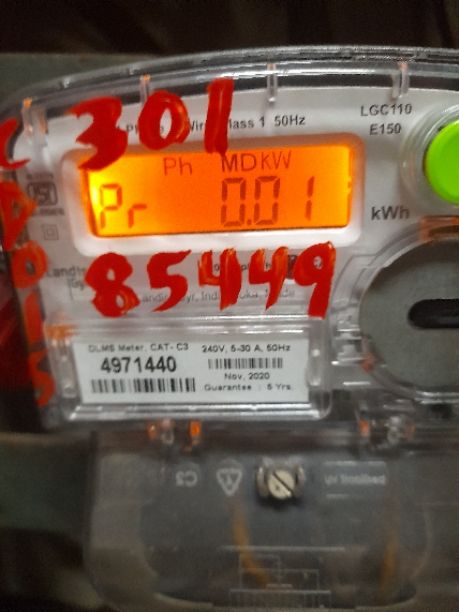 301
LGC110
E150
50Hz
Ph MD kW
Pr 0.01
kWh
85449
DLMS Meter, CAT- C3
4971440
240V, 5-30 A, 50Hz
Nov, 2020
Guarantee : 5 Yrs.
C3